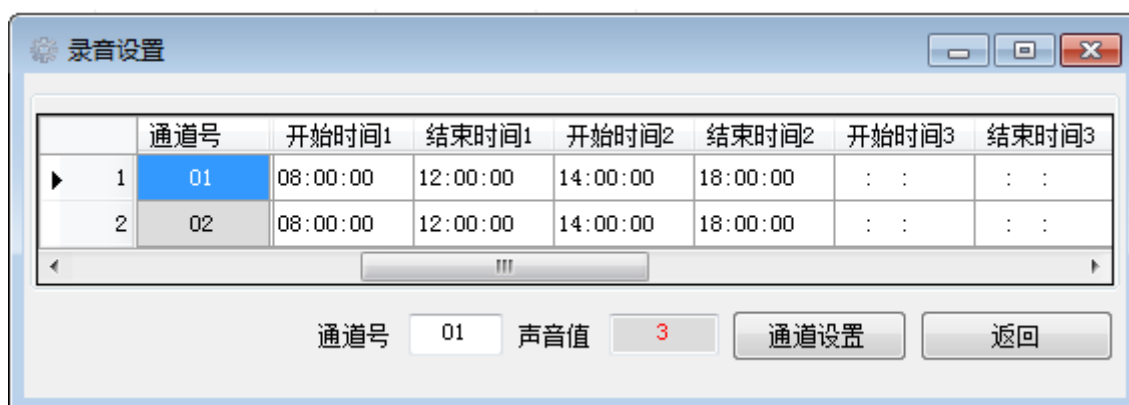 录音设置
通道号 开始时间1 结束时间1 开始时间2 结束时间2 开始时间3 结束时间3
1 01 08:00:00 12:00:00 14:00:00 18:00:00 : : : :
2 02 08:00:00 12:00:00 14:00:00 18:00:00 : : : :
通道号 01 声音值 3 通道设置 返回